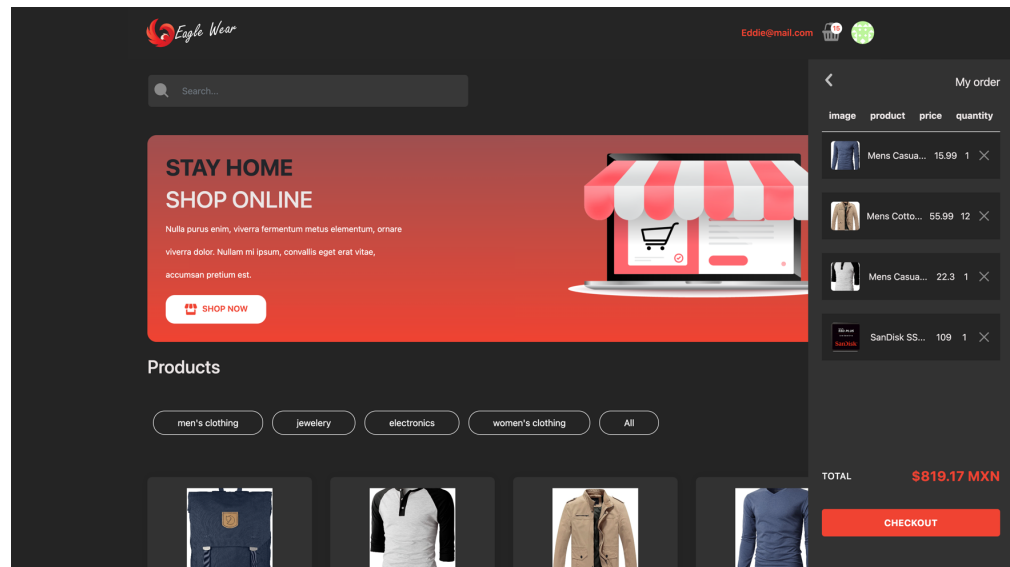 Eagle Wear
Eddie@mail.com
15
Search...
My order
image product price quantity
Mens Casua... 15.99 1
Mens Cotto... 55.99 12
Mens Casua... 22.3 1
SanDisk SS... 109 1
STAY HOME
SHOP ONLINE
Nulla purus enim, viverra fermentum metus elementum, ornare
viverra dolor. Nullam mi ipsum, convallis eget erat vitae,
accumsan pretium est.
SHOP NOW
Products
men's clothing
jewelery
electronics
women's clothing
All
TOTAL $819.17 MXN
CHECKOUT
SanDisk